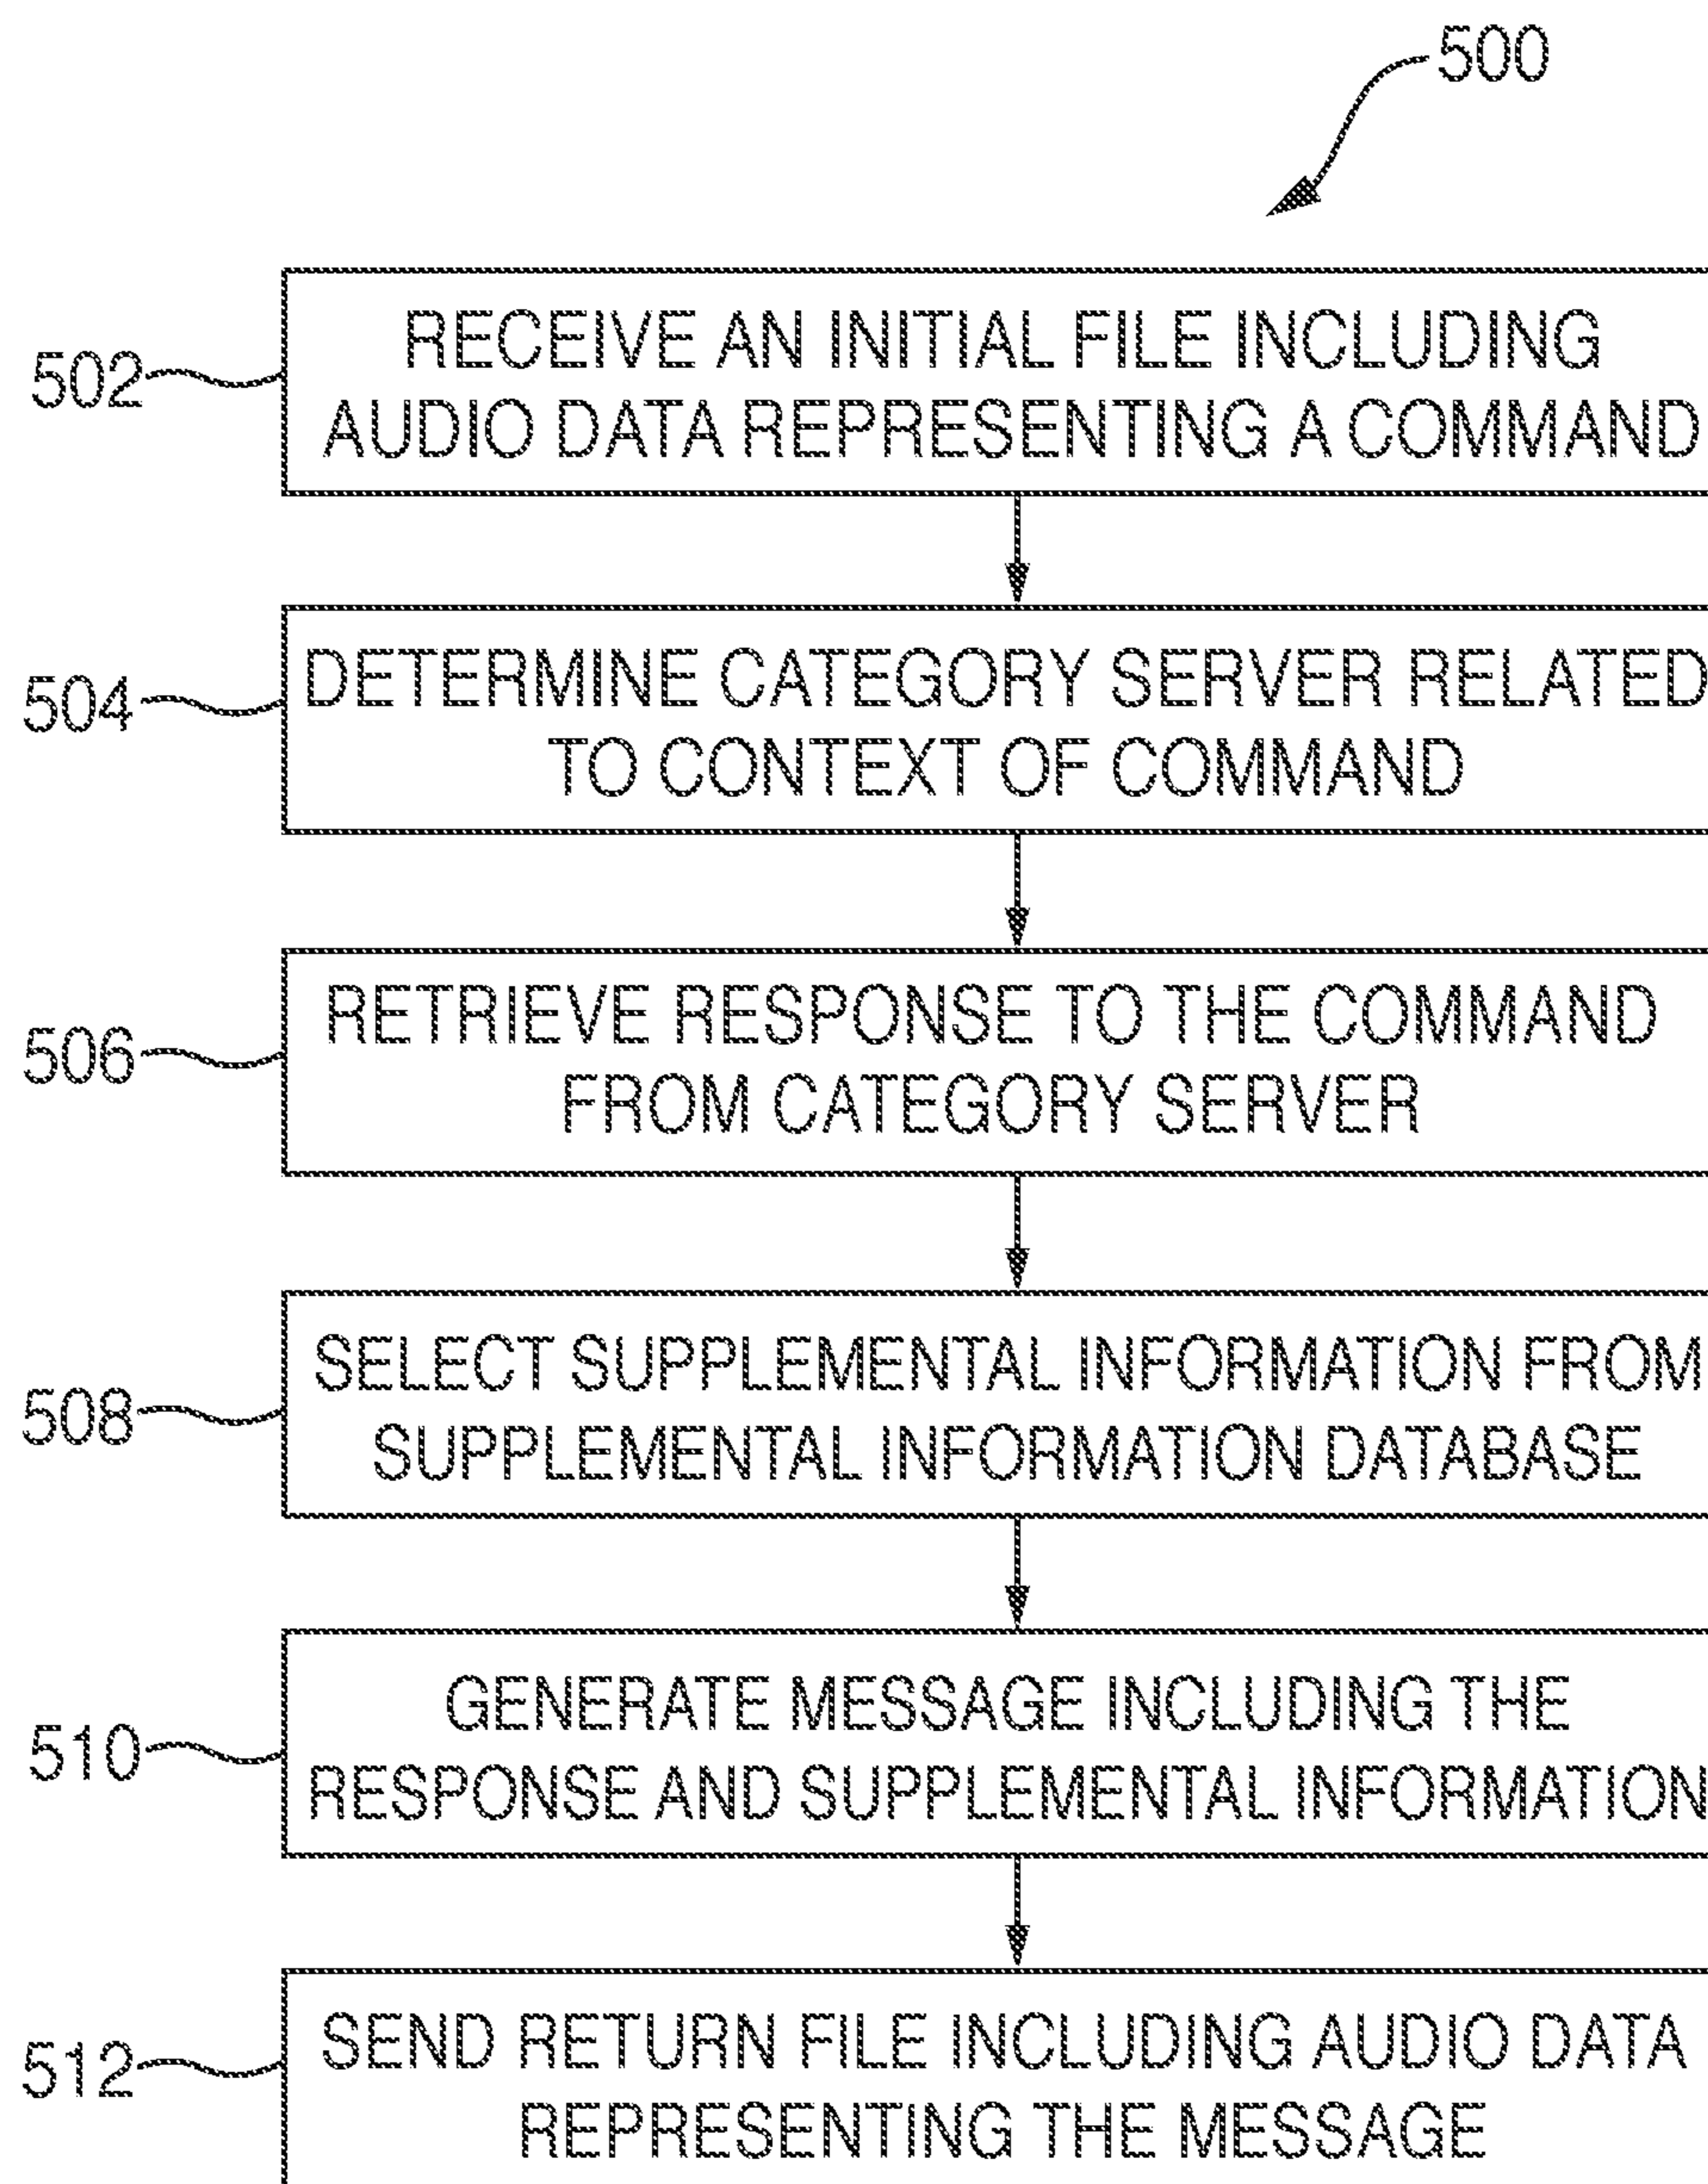 500
502
RECEIVE AN INITIAL FILE INCLUDING
AUDIO DATA REPRESENTING A COMMAND
504
DETERMINE CATEGORY SERVER RELATED
TO CONTEXT OF COMMAND
506
RETRIEVE RESPONSE TO THE COMMAND
FROM CATEGORY SERVER
508
SELECT SUPPLEMENTAL INFORMATION FROM
SUPPLEMENTAL INFORMATION DATABASE
510
GENERATE MESSAGE INCLUDING THE
RESPONSE AND SUPPLEMENTAL INFORMATION
512
SEND RETURN FILE INCLUDING AUDIO DATA
REPRESENTING THE MESSAGE